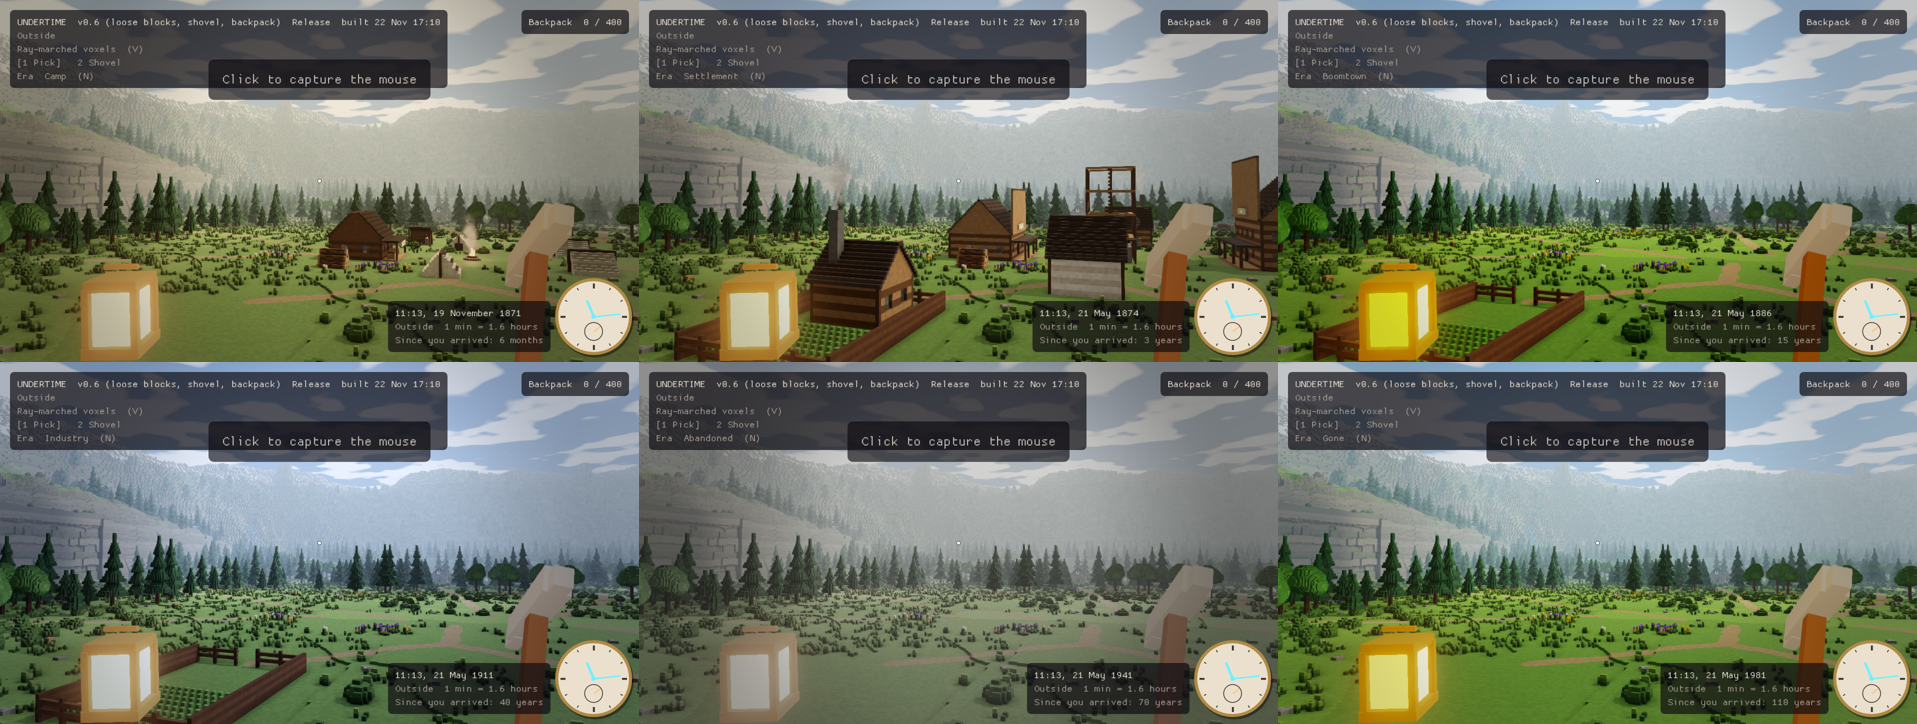 UNDERTIME v0.6 (loose blocks, shovel, backpack) Release built 22 Nov 17:10
Outside
Ray-marched voxels (V)
[1 Pick] 2 Shovel
Era Camp (N)
Click to capture the mouse
Backpack 0 / 400
11:13, 19 November 1871
Outside 1 min = 1.6 hours
Since you arrived: 6 months
UNDERTIME v0.6 (loose blocks, shovel, backpack) Release built 22 Nov 17:10
Outside
Ray-marched voxels (V)
[1 Pick] 2 Shovel
Era Settlement (N)
Click to capture the mouse
Backpack 0 / 400
11:13, 21 May 1874
Outside 1 min = 1.6 hours
Since you arrived: 3 years
UNDERTIME v0.6 (loose blocks, shovel, backpack) Release built 22 Nov 17:10
Outside
Ray-marched voxels (V)
[1 Pick] 2 Shovel
Era Boomtown (N)
Click to capture the mouse
Backpack 0 / 400
11:13, 21 May 1886
Outside 1 min = 1.6 hours
Since you arrived: 15 years
UNDERTIME v0.6 (loose blocks, shovel, backpack) Release built 22 Nov 17:10
Outside
Ray-marched voxels (V)
[1 Pick] 2 Shovel
Era Industry (N)
Click to capture the mouse
Backpack 0 / 400
11:13, 21 May 1911
Outside 1 min = 1.6 hours
Since you arrived: 40 years
UNDERTIME v0.6 (loose blocks, shovel, backpack) Release built 22 Nov 17:10
Outside
Ray-marched voxels (V)
[1 Pick] 2 Shovel
Era Abandoned (N)
Click to capture the mouse
Backpack 0 / 400
11:13, 21 May 1941
Outside 1 min = 1.6 hours
Since you arrived: 70 years
UNDERTIME v0.6 (loose blocks, shovel, backpack) Release built 22 Nov 17:10
Outside
Ray-marched voxels (V)
[1 Pick] 2 Shovel
Era Gone (N)
Click to capture the mouse
Backpack 0 / 400
11:13, 21 May 1981
Outside 1 min = 1.6 hours
Since you arrived: 110 years